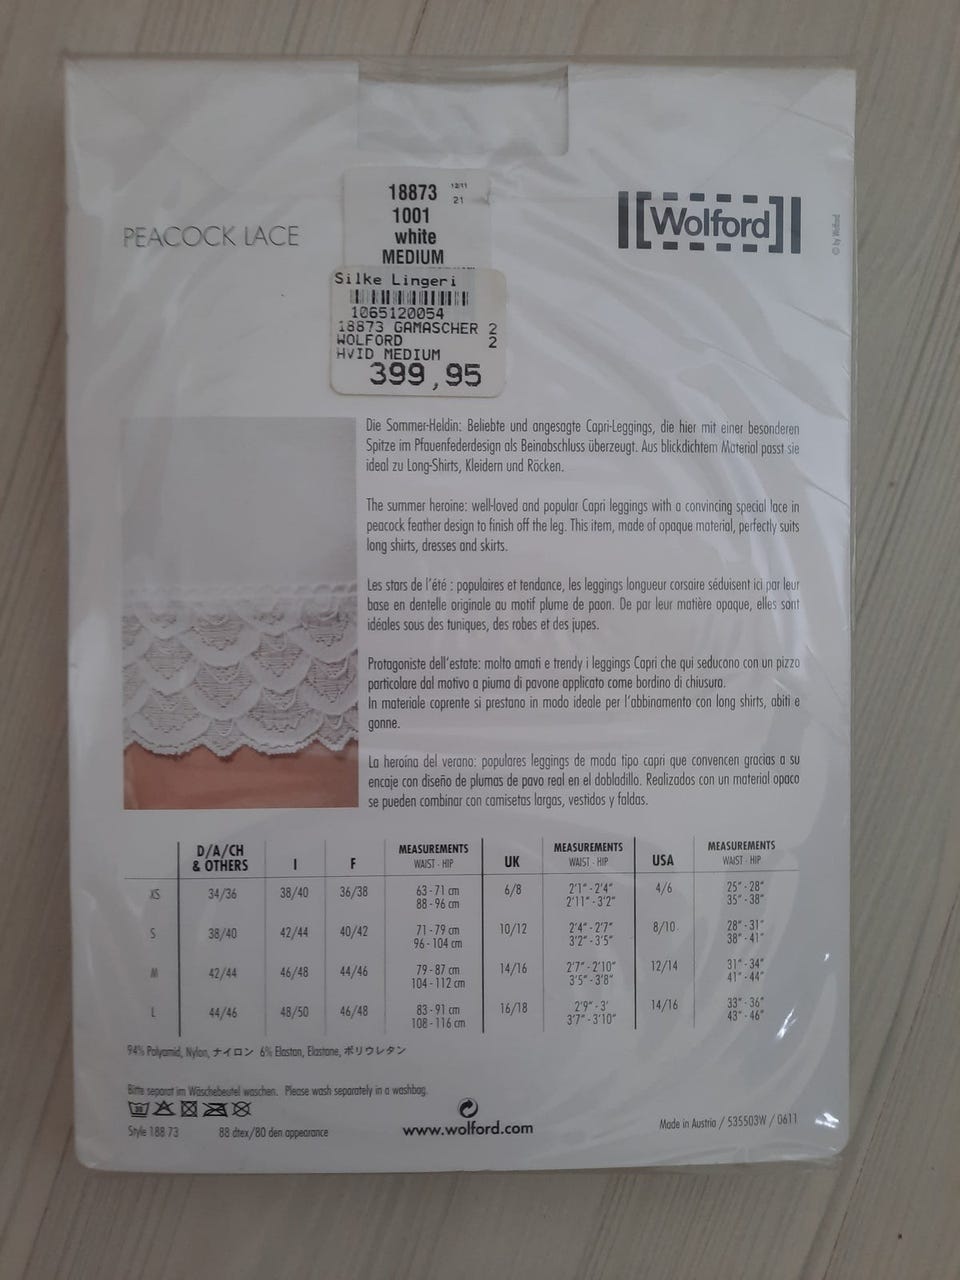 18873 12/11
1001 21
white
MEDIUM
PEACOCK LACE
Wolford
© by Wolford
Silke Lingeri
1065120054
18873 GAMASCHER 2
WOLFORD 2
HVID MEDIUM
399,95
Die Sommer-Heldin: Beliebte und angesagte Capri-Leggings, die hier mit einer besonderen
Spitze im Pfauenfederdesign als Beinabschluss überzeugt. Aus blickdichtem Material passt sie
ideal zu Long-Shirts, Kleidern und Röcken.
The summer heroine: well-loved and popular Capri leggings with a convincing special lace in
peacock feather design to finish off the leg. This item, made of opaque material, perfectly suits
long shirts, dresses and skirts.
Les stars de l'été : populaires et tendance, les leggings longueur corsaire séduisent ici par leur
base en dentelle originale au motif plume de paon. De par leur matière opaque, elles sont
idéales sous des tuniques, des robes et des jupes.
Protagoniste dell'estate: molto amati e trendy i leggings Capri che qui seducono con un pizzo
particolare dal motivo a piuma di pavone applicato come bordino di chiusura.
In materiale coprente si prestano in modo ideale per l'abbinamento con long shirts, abiti e
gonne.
La heroína del verano: populares leggings de moda tipo capri que convencen gracias a su
encaje con diseño de plumas de pavo real en el dobladillo. Realizados con un material opaco
se pueden combinar con camisetas largas, vestidos y faldas.
D/A/CH & OTHERS I F MEASUREMENTS WAIST - HIP UK MEASUREMENTS WAIST - HIP USA MEASUREMENTS WAIST - HIP
XS 34/36 38/40 36/38 63 - 71 cm 88 - 96 cm 6/8 2'1" - 2'4" 2'11" - 3'2" 4/6 25" - 28" 35" - 38"
S 38/40 42/44 40/42 71 - 79 cm 96 - 104 cm 10/12 2'4" - 2'7" 3'2" - 3'5" 8/10 28" - 31" 38" - 41"
M 42/44 46/48 44/46 79 - 87 cm 104 - 112 cm 14/16 2'7" - 2'10" 3'5" - 3'8" 12/14 31" - 34" 41" - 44"
L 44/46 48/50 46/48 83 - 91 cm 108 - 116 cm 16/18 2'9" - 3' 3'7" - 3'10" 14/16 33" - 36" 43" - 46"
94% Polyamid, Nylon, ナイロン 6% Elastan, Elastane, ポリウレタン
Bitte separat im Wäschebeutel waschen. Please wash separately in a washbag.
30
Style 188 73 88 dtex/80 den appearance
www.wolford.com
Made in Austria / 535503W / 0611